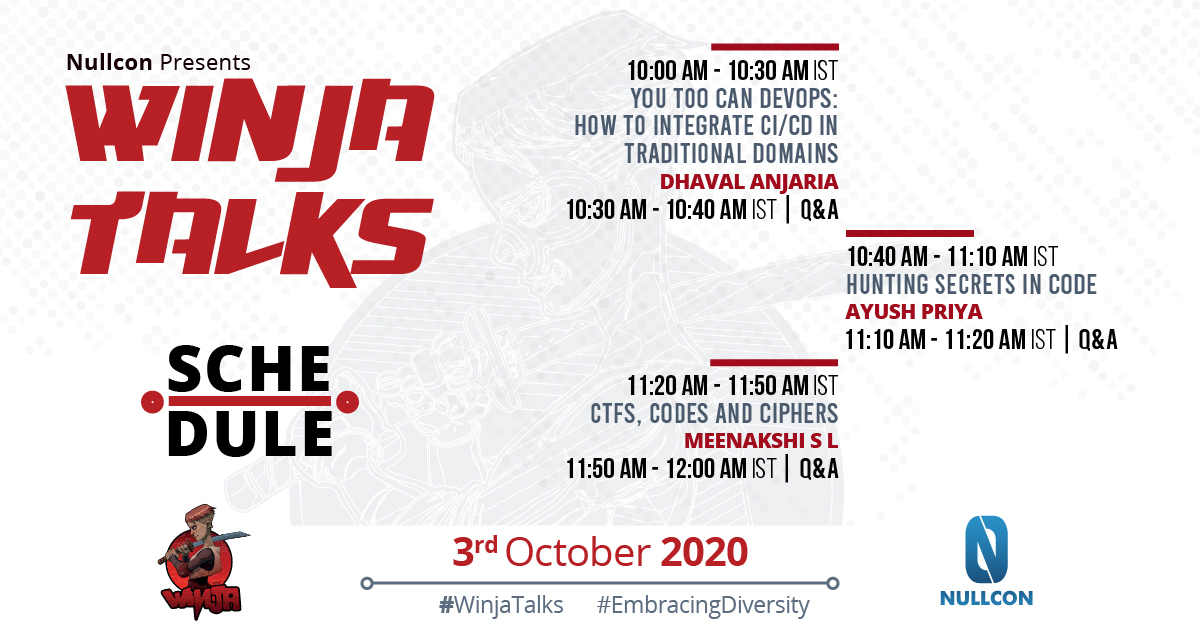 Nullcon Presents
WINJA
TALKS
SCHE
DULE
10:00 AM - 10:30 AM IST
YOU TOO CAN DEVOPS:
HOW TO INTEGRATE CI/CD IN
TRADITIONAL DOMAINS
DHAVAL ANJARIA
10:30 AM - 10:40 AM IST | Q&A
10:40 AM - 11:10 AM IST
HUNTING SECRETS IN CODE
AYUSH PRIYA
11:10 AM - 11:20 AM IST | Q&A
11:20 AM - 11:50 AM IST
CTFS, CODES AND CIPHERS
MEENAKSHI S L
11:50 AM - 12:00 AM IST | Q&A
WINJA
3rd October 2020
#WinjaTalks #EmbracingDiversity
NULLCON